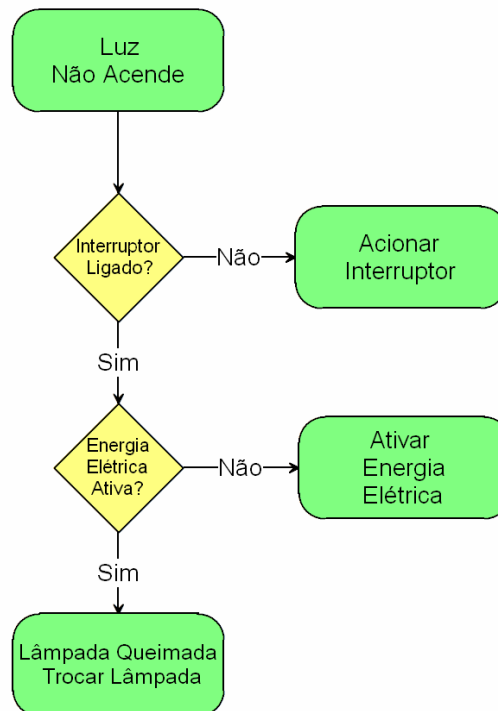 Luz
Não Acende
Interruptor
Ligado?
Não
Acionar
Interruptor
Sim
Energia
Elétrica
Ativa?
Não
Ativar
Energia
Elétrica
Sim
Lâmpada Queimada
Trocar Lâmpada